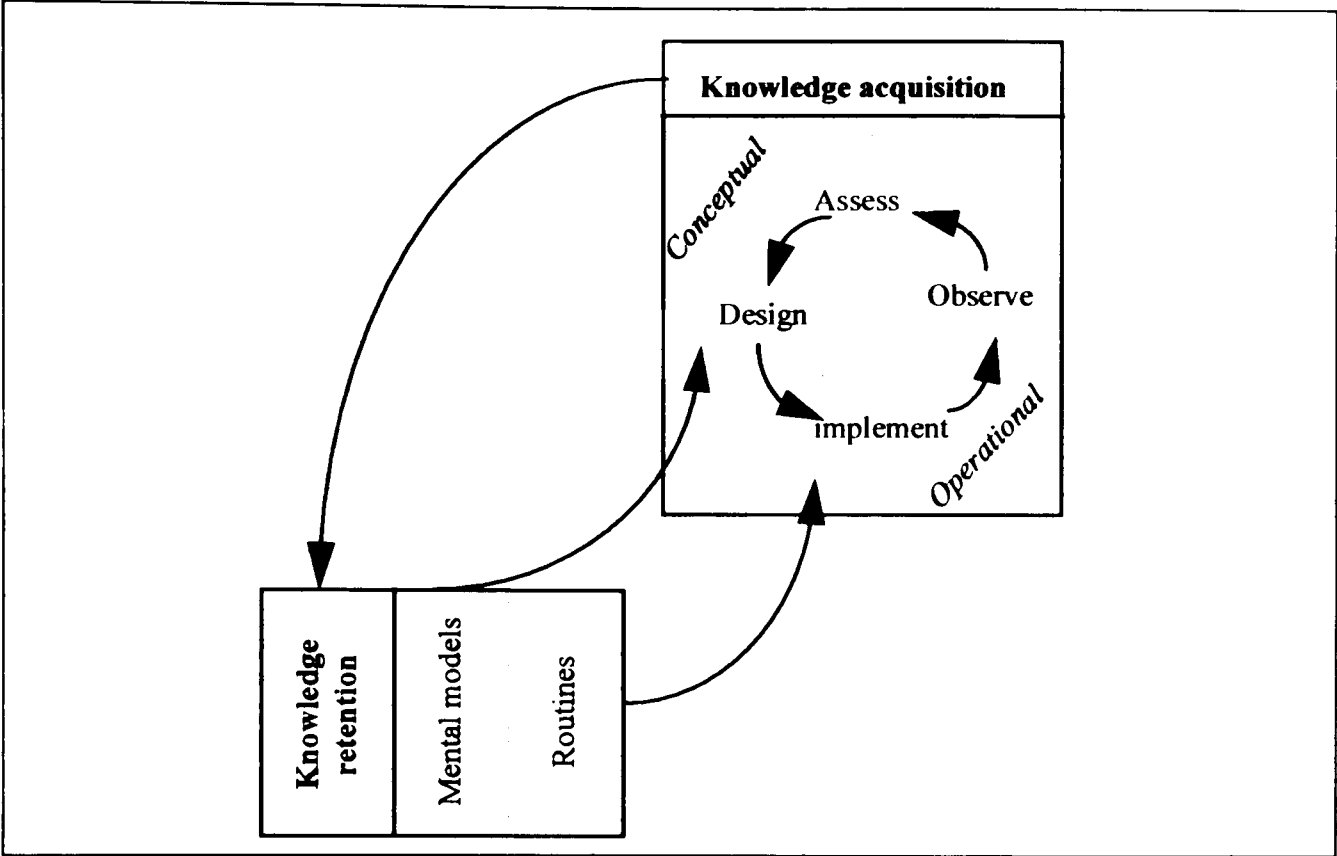 Knowledge acquisition
Conceptual
Assess
Observe
Design
implement
Operational
Knowledge
retention
Mental models
Routines